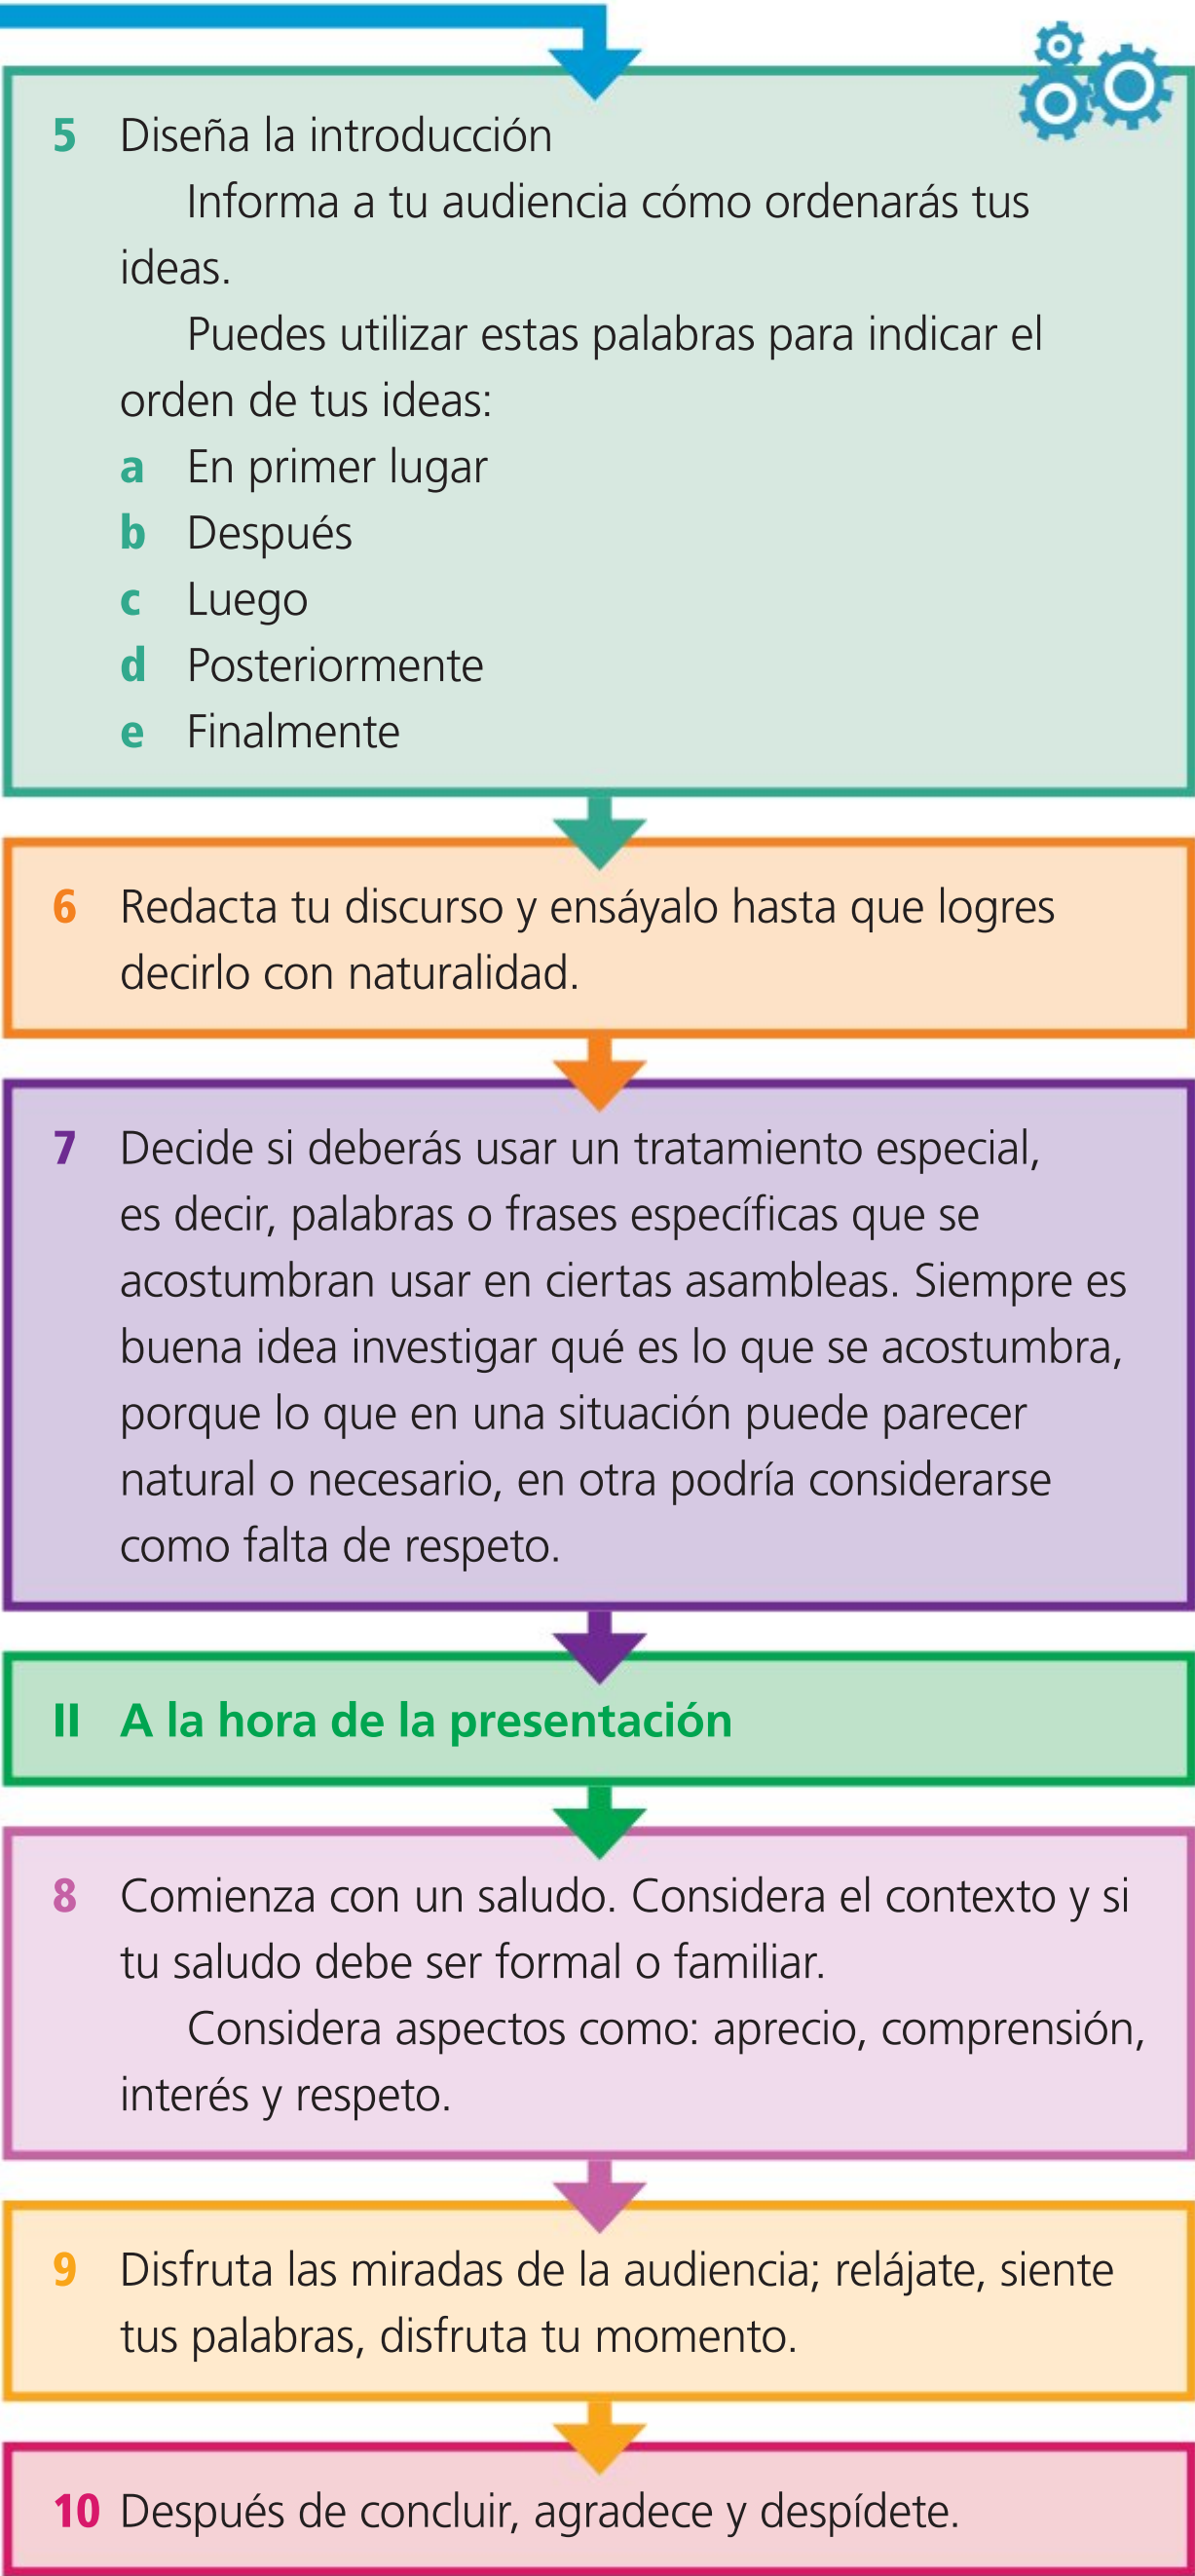 5 Diseña la introducción
Informa a tu audiencia cómo ordenarás tus
ideas.
Puedes utilizar estas palabras para indicar el
orden de tus ideas:
a En primer lugar
b Después
c Luego
d Posteriormente
e Finalmente
6 Redacta tu discurso y ensáyalo hasta que logres
decirlo con naturalidad.
7 Decide si deberás usar un tratamiento especial,
es decir, palabras o frases específicas que se
acostumbran usar en ciertas asambleas. Siempre es
buena idea investigar qué es lo que se acostumbra,
porque lo que en una situación puede parecer
natural o necesario, en otra podría considerarse
como falta de respeto.
II A la hora de la presentación
8 Comienza con un saludo. Considera el contexto y si
tu saludo debe ser formal o familiar.
Considera aspectos como: aprecio, comprensión,
interés y respeto.
9 Disfruta las miradas de la audiencia; relájate, siente
tus palabras, disfruta tu momento.
10 Después de concluir, agradece y despídete.